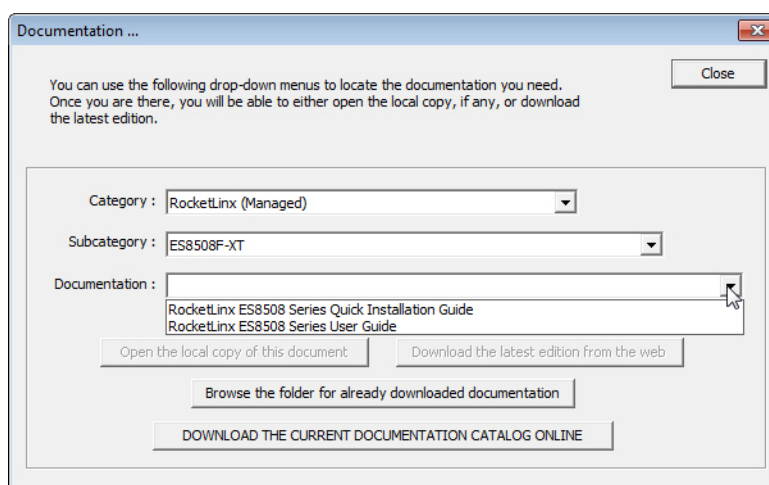 Documentation ...
Close
You can use the following drop-down menus to locate the documentation you need.
Once you are there, you will be able to either open the local copy, if any, or download
the latest edition.
Category : RocketLinx (Managed)
Subcategory : ES8508F-XT
Documentation :
RocketLinx ES8508 Series Quick Installation Guide
RocketLinx ES8508 Series User Guide
Open the local copy of this document Download the latest edition from the web
Browse the folder for already downloaded documentation
DOWNLOAD THE CURRENT DOCUMENTATION CATALOG ONLINE